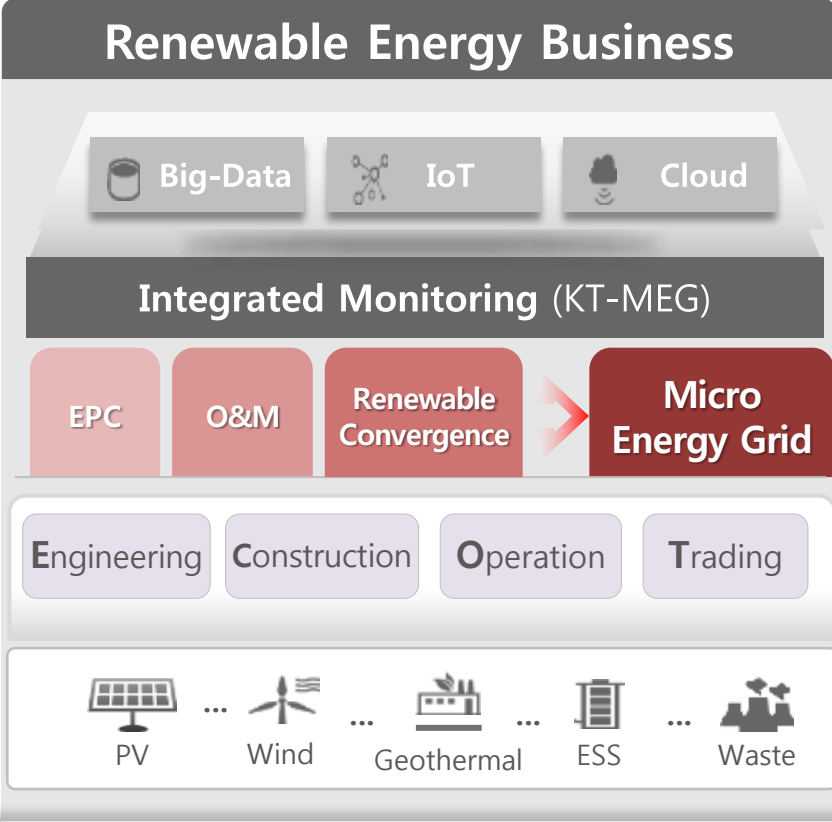 Renewable Energy Business
Big-Data
IoT
Cloud
Integrated Monitoring (KT-MEG)
EPC
O&M
Renewable
Convergence
Micro
Energy Grid
Engineering
Construction
Operation
Trading
... ... ... ...
PV
Wind
Geothermal
ESS
Waste